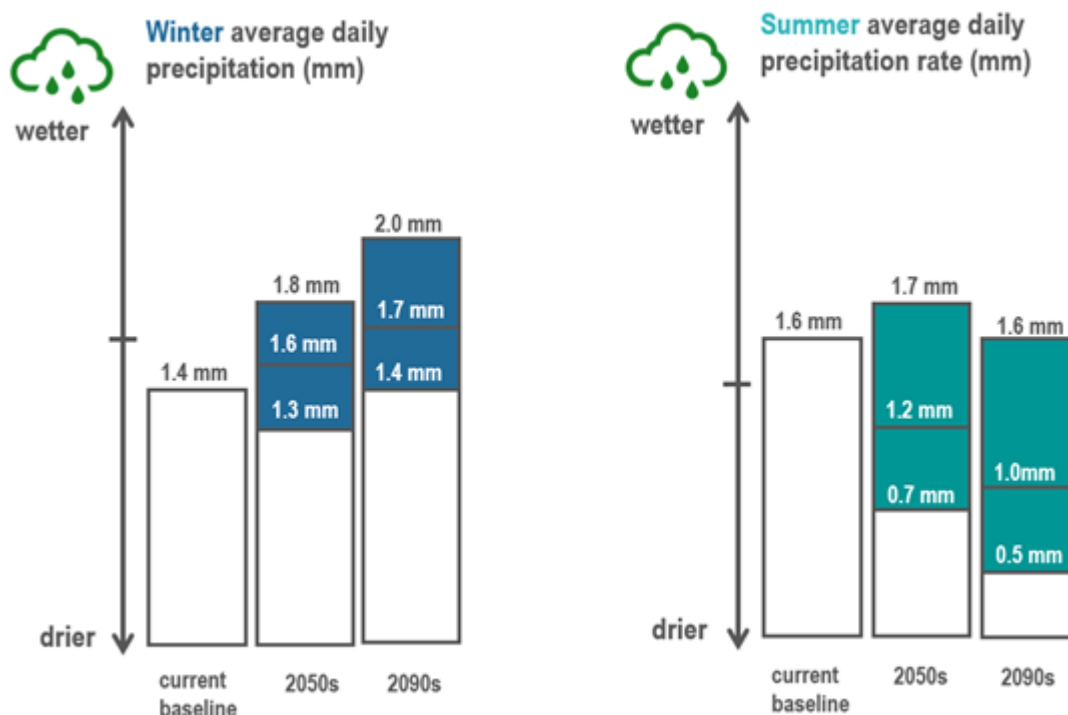 Winter average daily
precipitation (mm)
wetter
2.0 mm
1.8 mm
1.7 mm
1.6 mm
1.4 mm
1.4 mm
1.3 mm
drier
current
baseline
2050s
2090s
Summer average daily
precipitation rate (mm)
wetter
1.7 mm
1.6 mm
1.6 mm
1.2 mm
1.0mm
0.7 mm
0.5 mm
drier
current
baseline
2050s
2090s